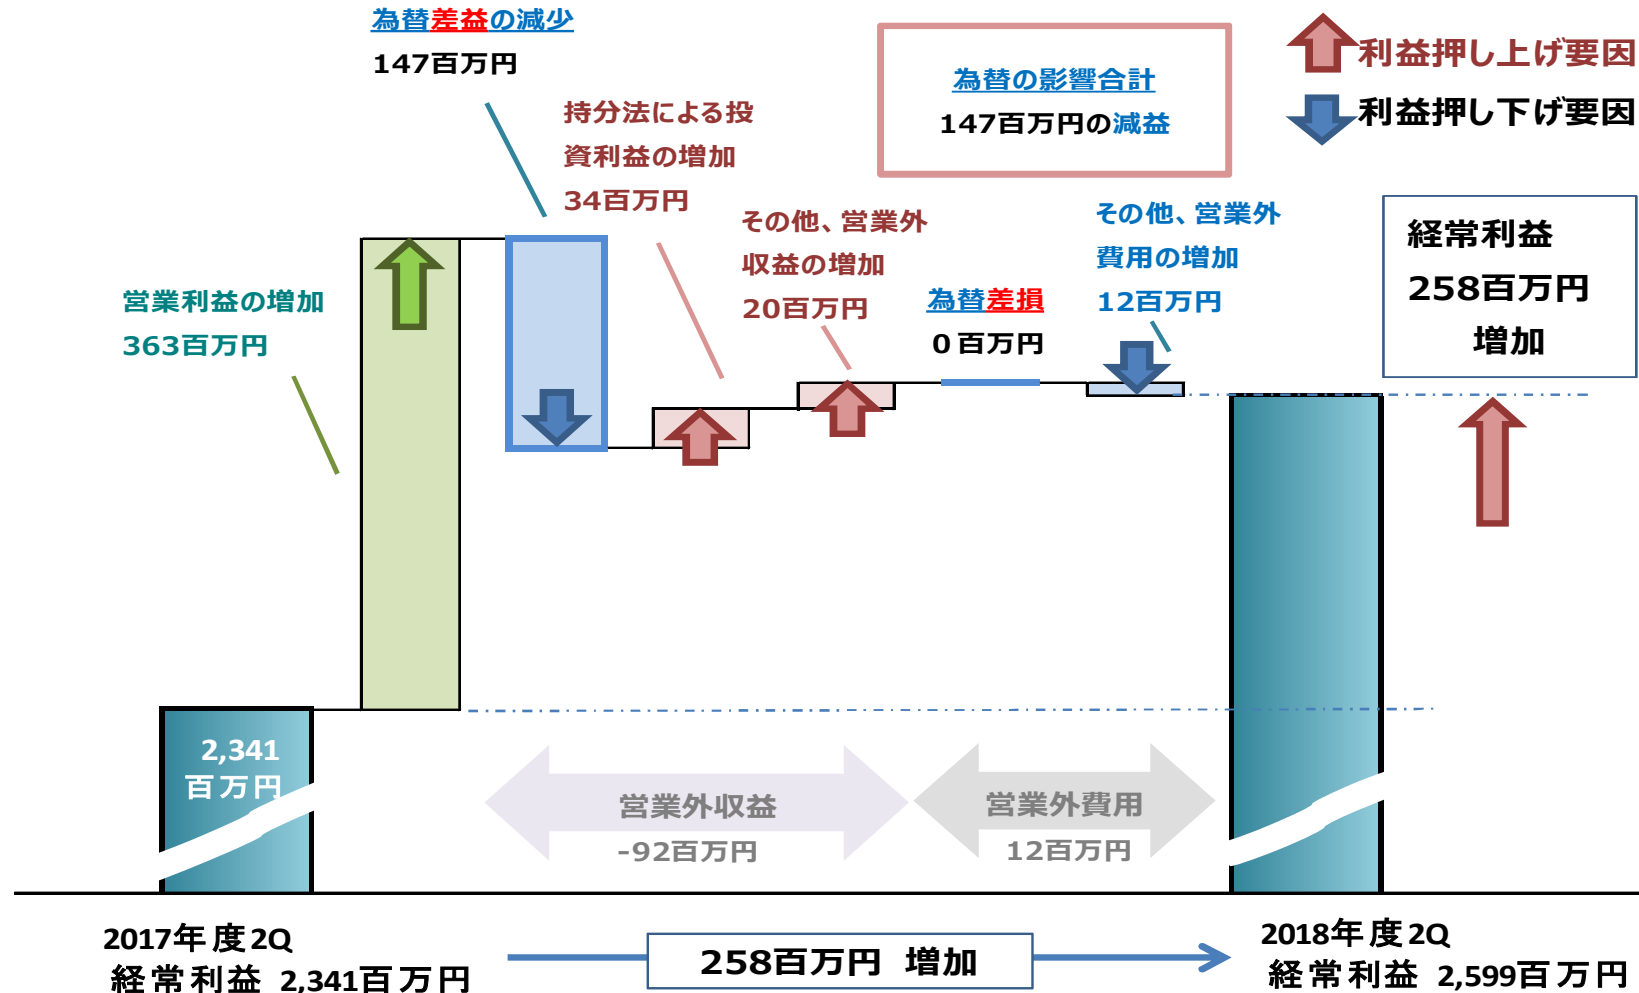 為替差益の減少
147百万円
持分法による投
資利益の増加
34百万円
為替の影響合計
147百万円の減益
利益押し上げ要因
利益押し下げ要因
その他、営業外
収益の増加
20百万円
その他、営業外
費用の増加
12百万円
経常利益
258百万円
増加
営業利益の増加
363百万円
為替差損
0百万円
2,341
百万円
営業外収益
-92百万円
営業外費用
12百万円
2017年度2Q
経常利益 2,341百万円
258百万円 増加
2018年度2Q
経常利益 2,599百万円